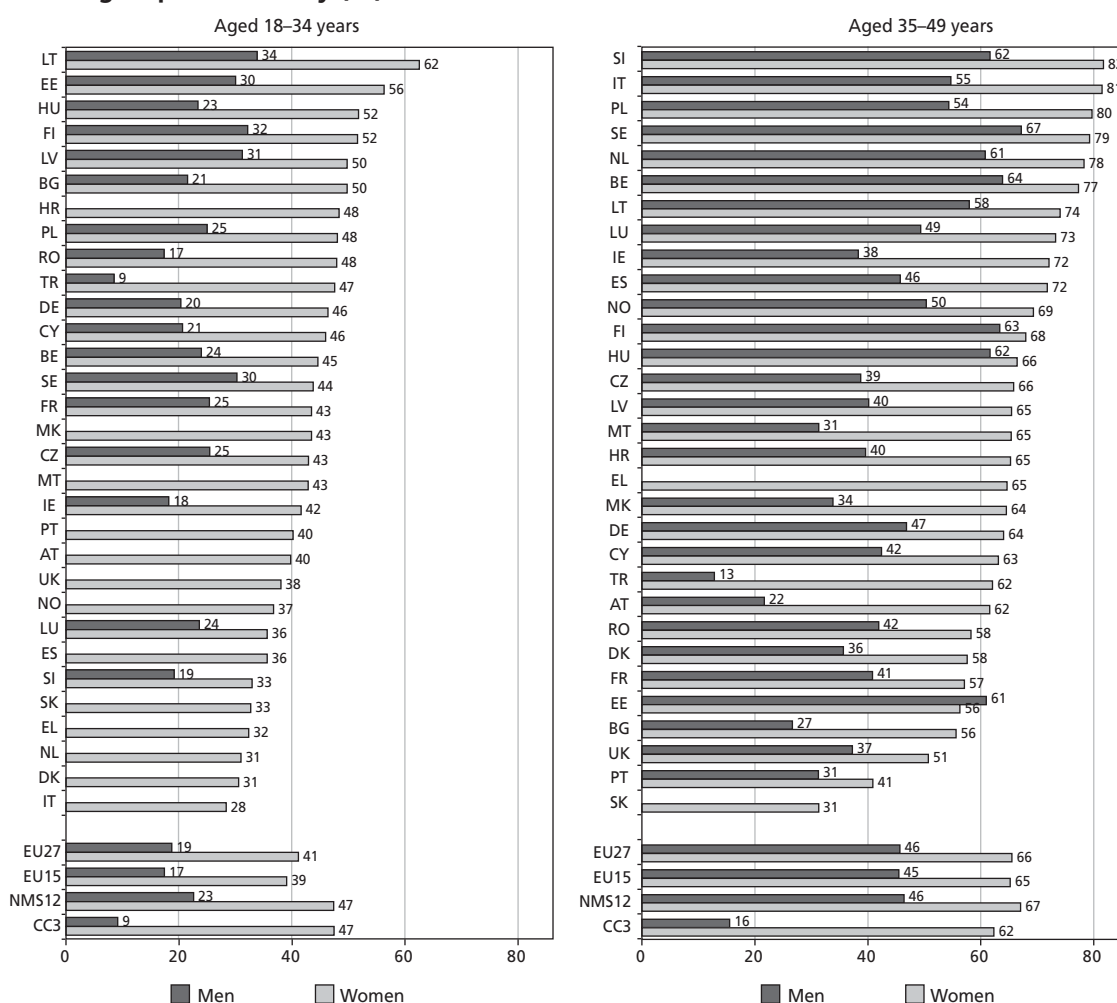 Aged 18–34 years
LT 34 62
EE 30 56
HU 23 52
FI 32 52
LV 31 50
BG 21 50
HR 48
PL 25 48
RO 17 48
TR 9 47
DE 20 46
CY 21 46
BE 24 45
SE 30 44
FR 25 43
MK 43
CZ 25 43
MT 43
IE 18 42
PT 40
AT 40
UK 38
NO 37
LU 24 36
ES 36
SI 19 33
SK 33
EL 32
NL 31
DK 31
IT 28
EU27 19 41
EU15 17 39
NMS12 23 47
CC3 9 47
0 20 40 60 80
Men Women
Aged 35–49 years
SI 62
IT 55 81
PL 54 80
SE 67 79
NL 61 78
BE 64 77
LT 58 74
LU 49 73
IE 38 72
ES 46 72
NO 50 69
FI 63 68
HU 62 66
CZ 39 66
LV 40 65
MT 31 65
HR 40 65
EL 65
MK 34 64
DE 47 64
CY 42 63
TR 13 62
AT 22 62
RO 42 58
DK 36 58
FR 41 57
EE 61 56
BG 27 56
UK 37 51
PT 31 41
SK 31
EU27 46 66
EU15 45 65
NMS12 46 67
CC3 16 62
0 20 40 60 80
Men Women